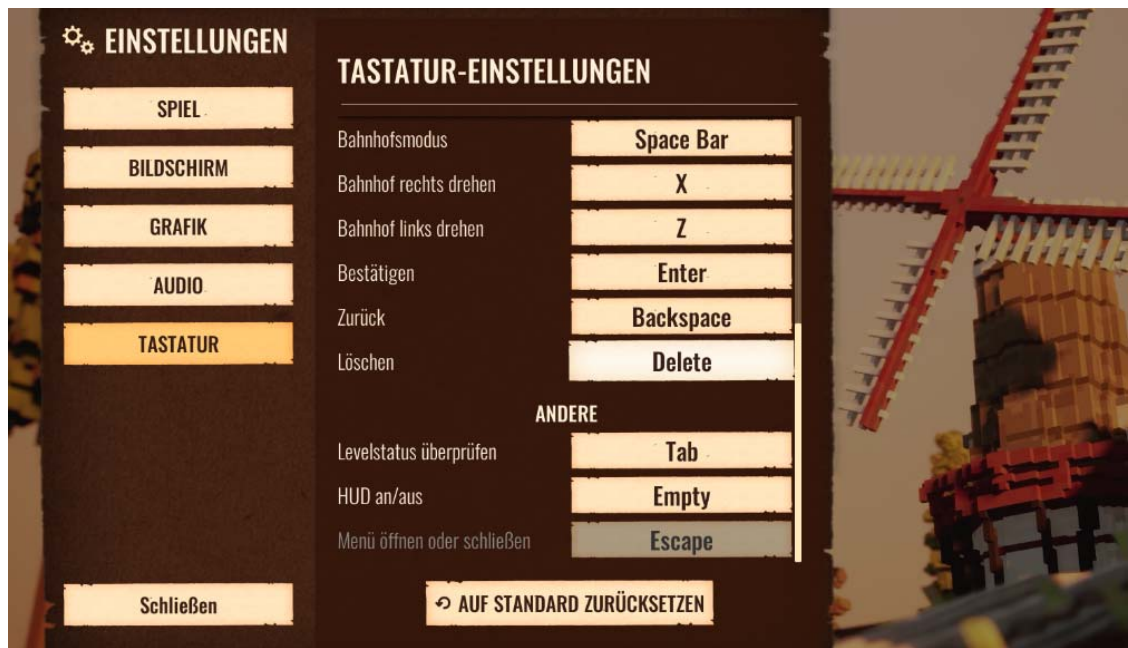 EINSTELLUNGEN
SPIEL
BILDSCHIRM
GRAFIK
AUDIO
TASTATUR
Schließen
TASTATUR-EINSTELLUNGEN
Bahnhofsmodus Space Bar
Bahnhof rechts drehen X
Bahnhof links drehen Z
Bestätigen Enter
Zurück Backspace
Löschen Delete
ANDERE
Levelstatus überprüfen Tab
HUD an/aus Empty
Menü öffnen oder schließen Escape
AUF STANDARD ZURÜCKSETZEN